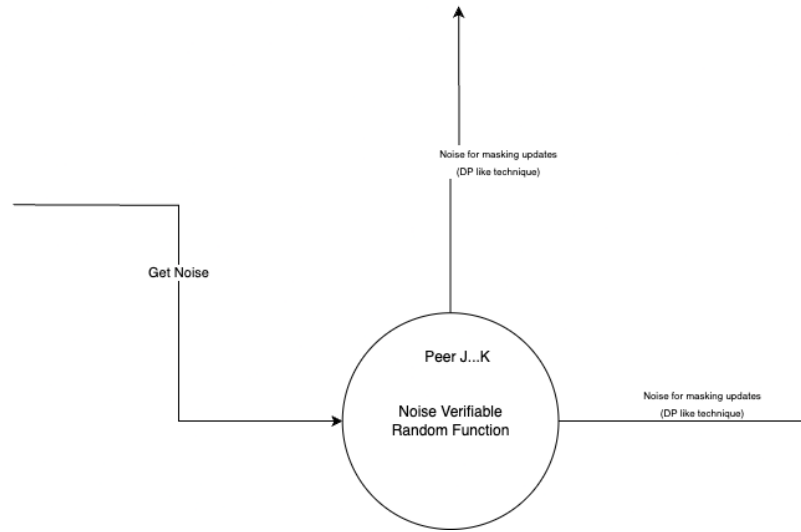 Noise for masking updates
(DP like technique)
Get Noise
Peer J...K
Noise Verifiable
Random Function
Noise for masking updates
(DP like technique)